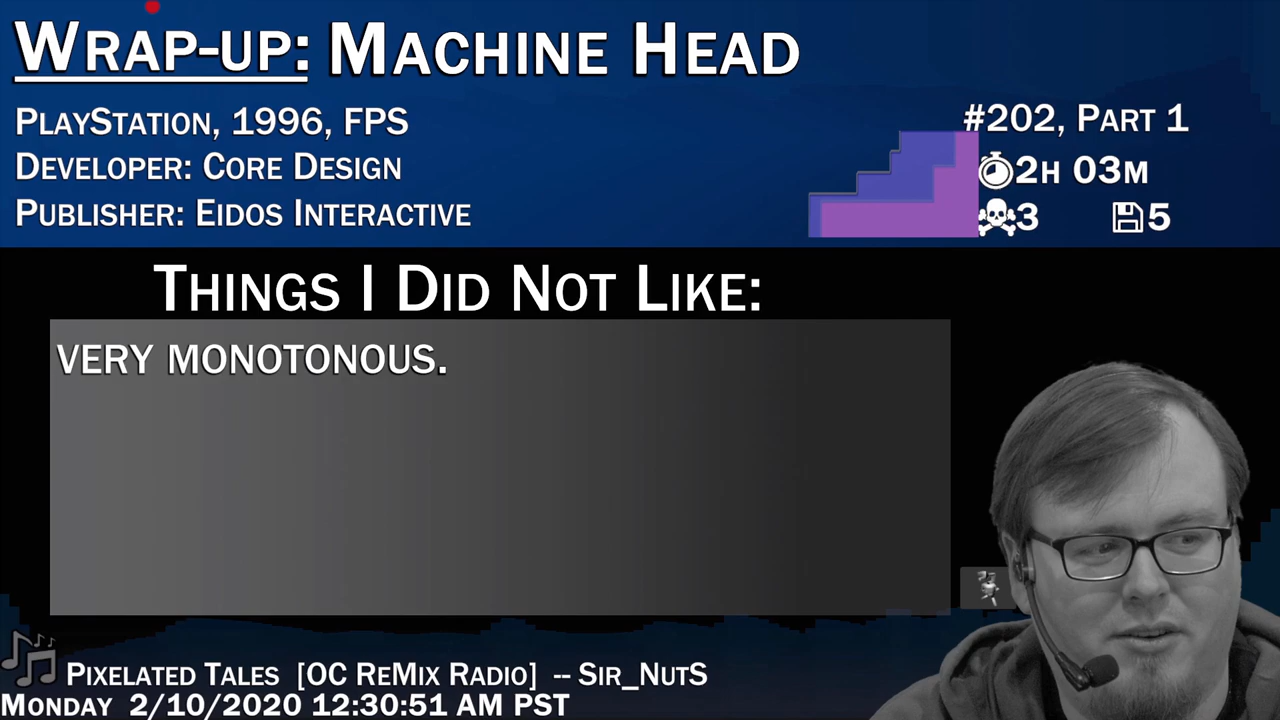 WRAP-UP: MACHINE HEAD
PLAYSTATION, 1996, FPS
DEVELOPER: CORE DESIGN
PUBLISHER: EIDOS INTERACTIVE
#202, PART 1
2H 03M
3 5
THINGS I DID NOT LIKE:
VERY MONOTONOUS.
PIXELATED TALES [OC REMIX RADIO] -- SIR_NUTS
MONDAY 2/10/2020 12:30:51 AM PST